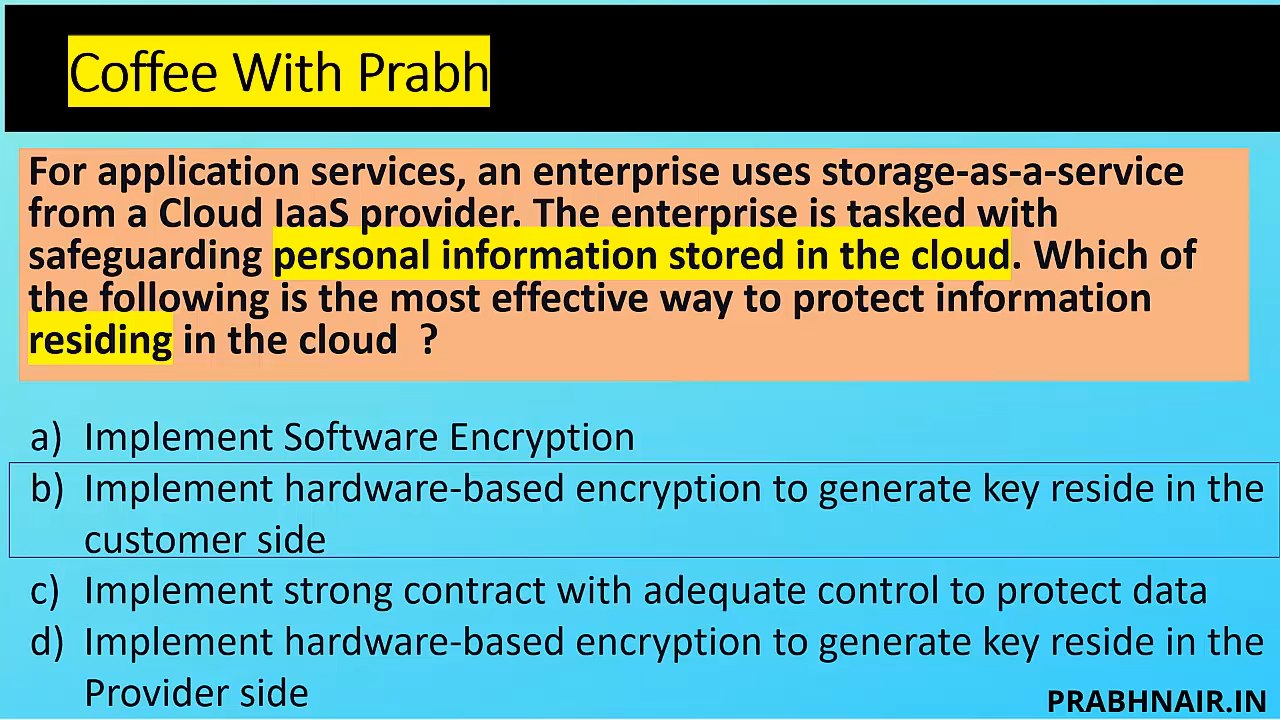 Coffee With Prabh
For application services, an enterprise uses storage-as-a-service
from a Cloud IaaS provider. The enterprise is tasked with
safeguarding personal information stored in the cloud. Which of
the following is the most effective way to protect information
residing in the cloud  ?
a) Implement Software Encryption
b) Implement hardware-based encryption to generate key reside in the
customer side
c) Implement strong contract with adequate control to protect data
d) Implement hardware-based encryption to generate key reside in the
Provider side
PRABHNAIR.IN